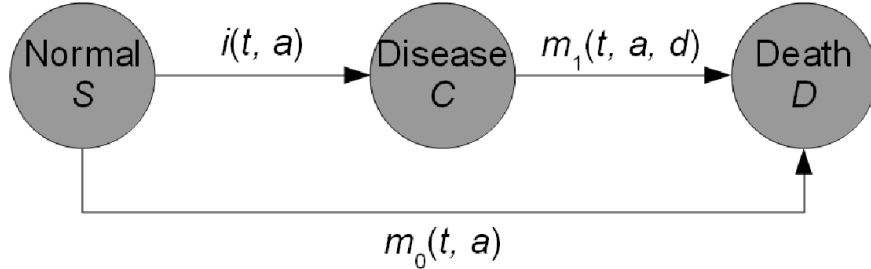 Normal
S
i(t, a)
Disease
C
m₁(t, a, d)
Death
D
m₀(t, a)